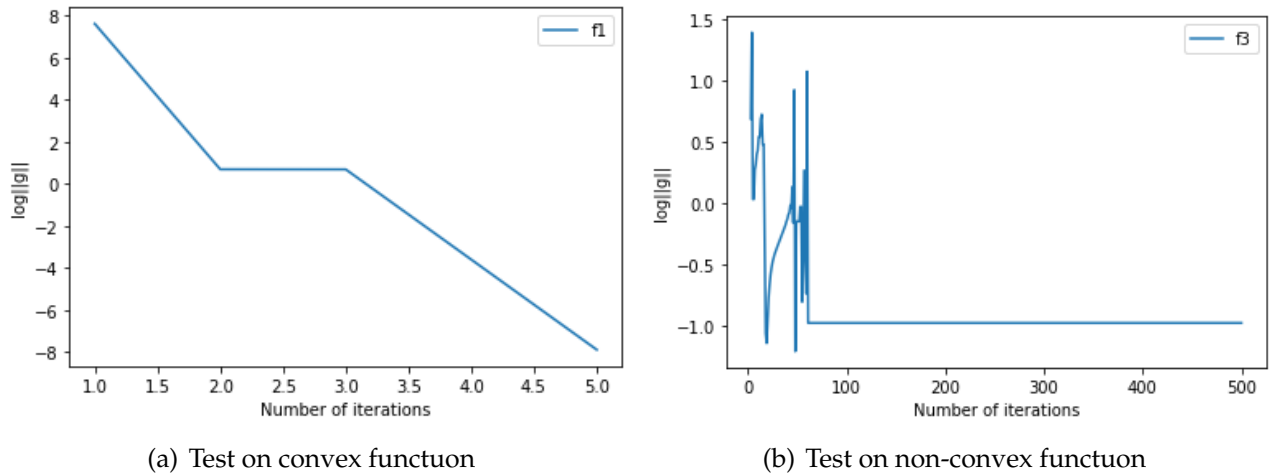 8
6
4
2
0
−2
−4
−6
−8
log||g||
f1
1.0 1.5 2.0 2.5 3.0 3.5 4.0 4.5 5.0
Number of iterations
(a) Test on convex functuon
1.5
1.0
0.5
0.0
−0.5
−1.0
log||g||
f3
0 100 200 300 400 500
Number of iterations
(b) Test on non-convex function